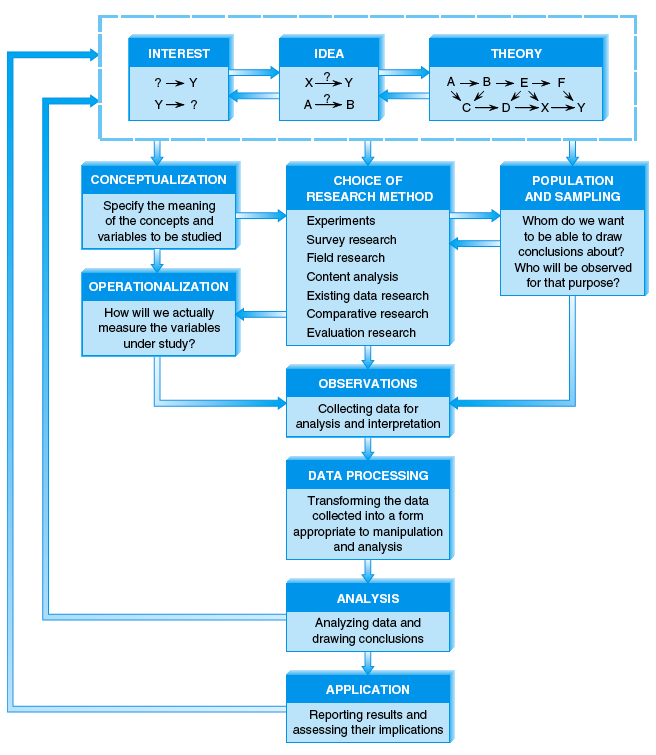 INTEREST
? → Y
Y → ?
IDEA
?
X → Y
?
A → B
THEORY
A → B → E → F
C → D → X → Y
CONCEPTUALIZATION
Specify the meaning
of the concepts and
variables to be studied
CHOICE OF
RESEARCH METHOD
Experiments
Survey research
Field research
Content analysis
Existing data research
Comparative research
Evaluation research
POPULATION
AND SAMPLING
Whom do we want
to be able to draw
conclusions about?
Who will be observed
for that purpose?
OPERATIONALIZATION
How will we actually
measure the variables
under study?
OBSERVATIONS
Collecting data for
analysis and interpretation
DATA PROCESSING
Transforming the data
collected into a form
appropriate to manipulation
and analysis
ANALYSIS
Analyzing data and
drawing conclusions
APPLICATION
Reporting results and
assessing their implications